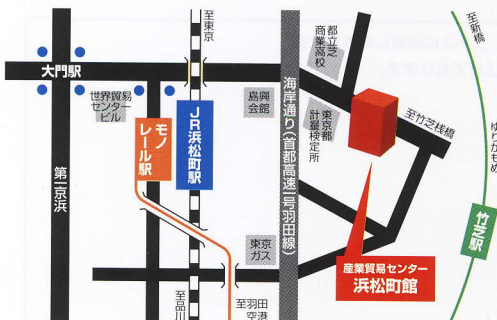 至東京
都立芝
商業高校
至新橋
大門駅
世界貿易
センター
ビル
モノ
レール駅
JR浜松町駅
島興
会館
海岸通り(首都高速一号羽田線)
東京都
計量検定所
至竹芝桟橋
ゆりかもめ
第一京浜
竹芝駅
東京
ガス
産業貿易センター
浜松町館
至品川
至羽田
空港